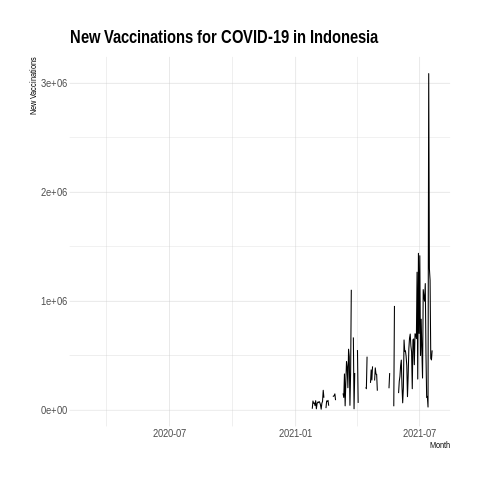 New Vaccinations for COVID-19 in Indonesia
New Vaccinations
3e+06
2e+06
1e+06
0e+00
2020-07 2021-01 2021-07
Month